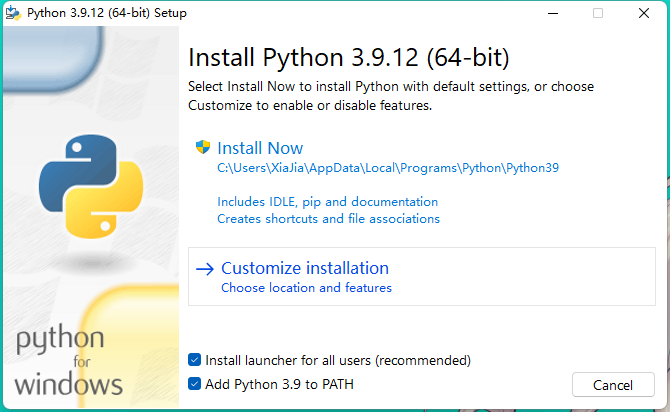 Python 3.9.12 (64-bit) Setup
Install Python 3.9.12 (64-bit)
Select Install Now to install Python with default settings, or choose
Customize to enable or disable features.
Install Now
C:\Users\XiaJia\AppData\Local\Programs\Python\Python39
Includes IDLE, pip and documentation
Creates shortcuts and file associations
Customize installation
Choose location and features
python
for
windows
Install launcher for all users (recommended)
Add Python 3.9 to PATH
Cancel